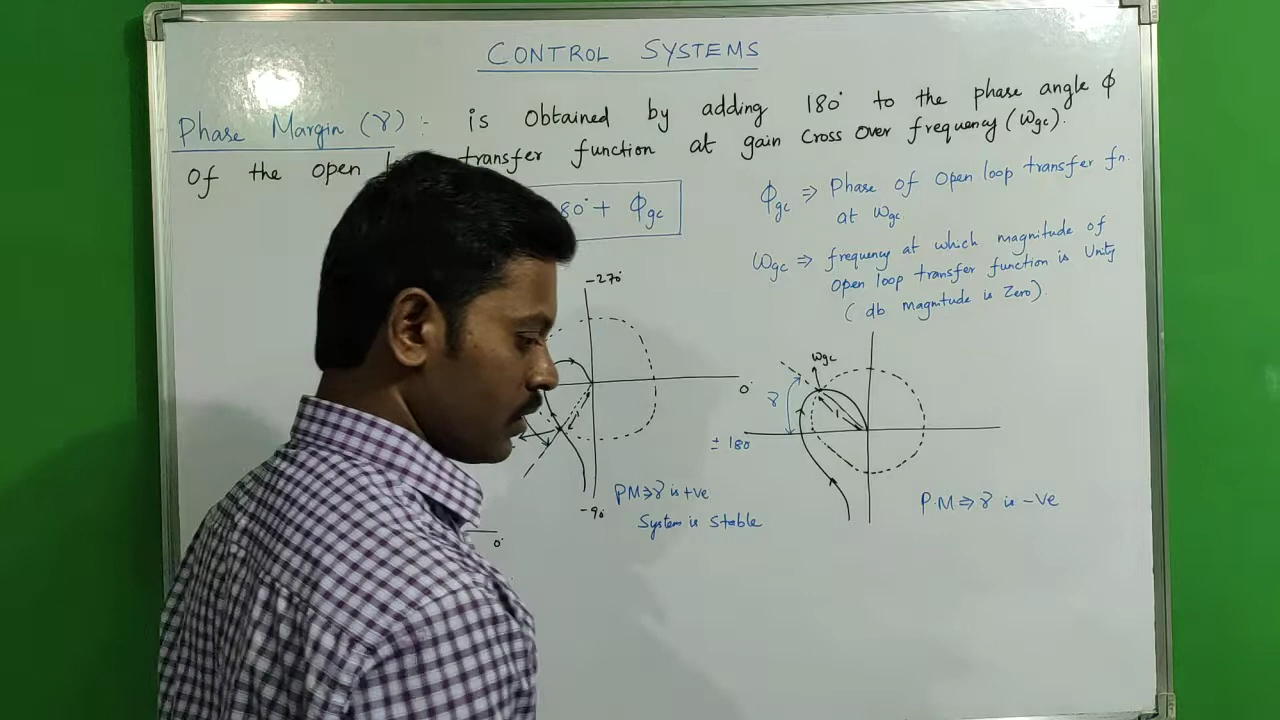 CONTROL SYSTEMS
Phase Margin (γ) :- is obtained by adding 180° to the phase angle ϕ
of the open transfer function at gain Cross Over frequency (ωgc).
80° + ϕgc
ϕgc ⇒ Phase of Open loop transfer fn.
at ωgc
ωgc ⇒ frequency at which magnitude of
Open loop transfer function is Unity
(db magnitude is Zero).
-270°
0°
-90°
PM ⇒ γ is +ve
System is Stable
0°
ωgc
γ
1
± 180
P.M ⇒ γ is -ve